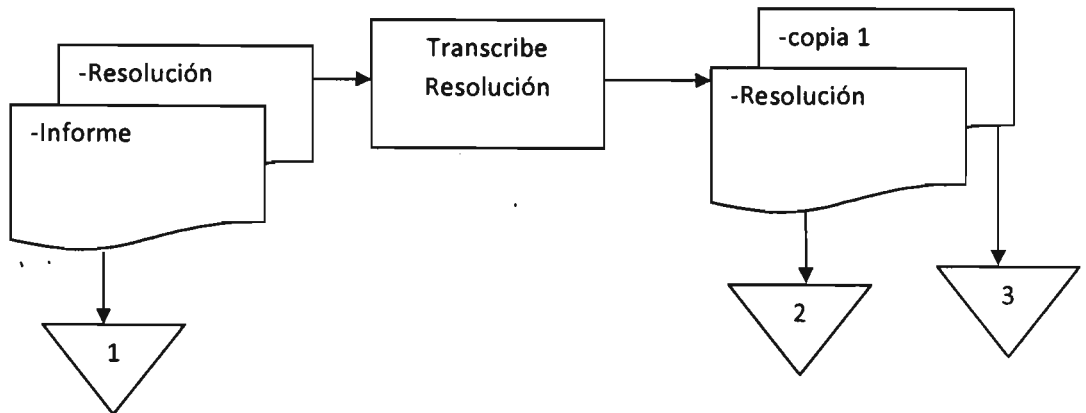 -Resolución
-Informe
1
Transcribe
Resolución
-copia 1
-Resolución
2
3